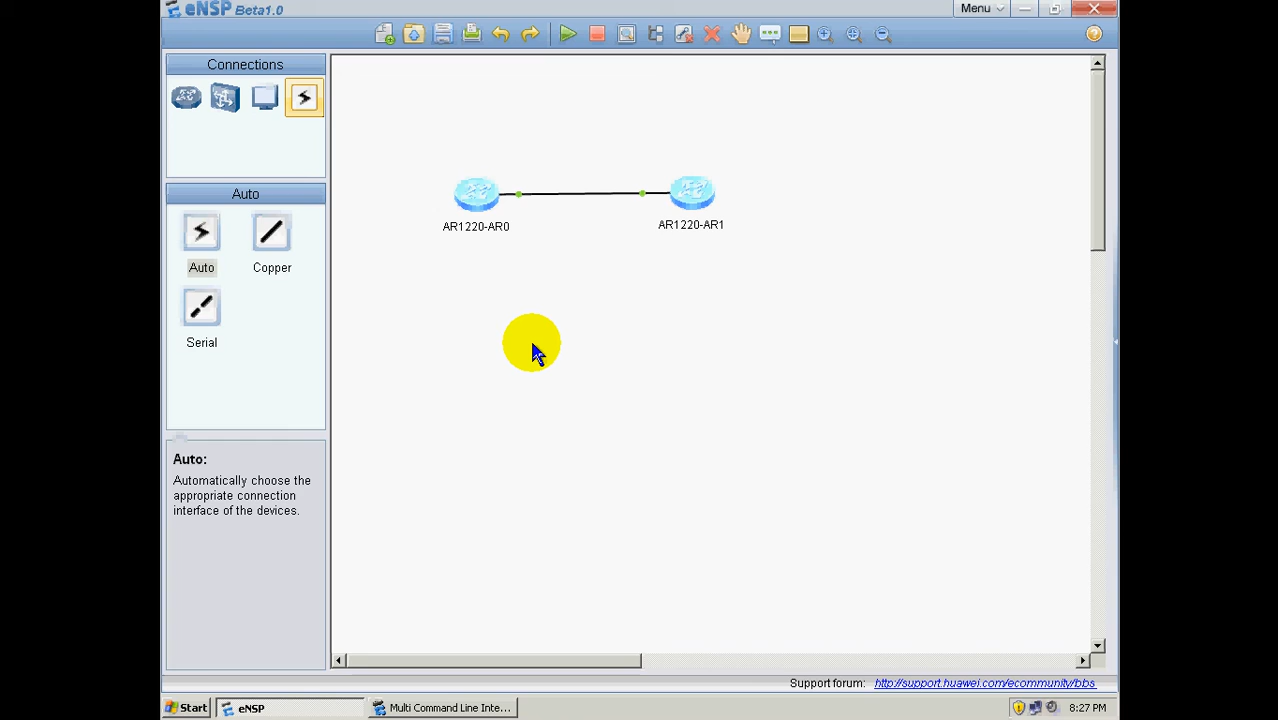 eNSP Beta1.0
Menu
Connections
Auto
Auto
Copper
Serial
Auto:
Automatically choose the
appropriate connection
interface of the devices.
AR1220-AR0
AR1220-AR1
Support forum: http://support.huawei.com/ecommunity/bbs
Start
eNSP
Multi Command Line Inte...
8:27 PM